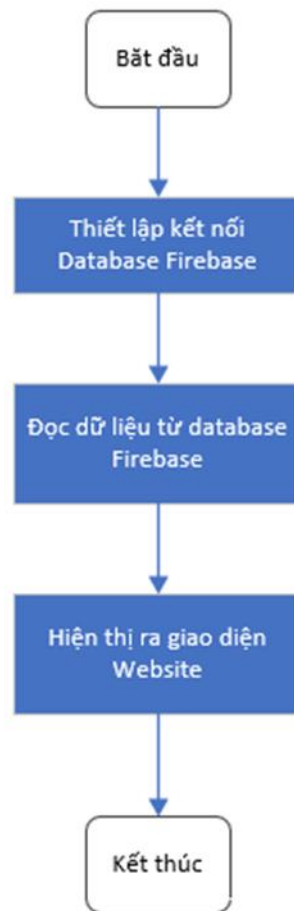 Băt đầu
Thiết lập kết nối
Database Firebase
Đọc dữ liệu từ database
Firebase
Hiện thị ra giao diện
Website
Kết thúc